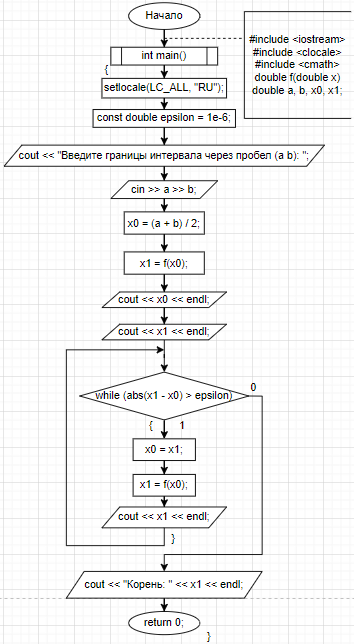 Начало
#include <iostream>
#include <clocale>
#include <cmath>
double f(double x)
double a, b, x0, x1;
int main()
{
setlocale(LC_ALL, "RU");
const double epsilon = 1e-6;
cout << "Введите границы интервала через пробел (a b): ";
cin >> a >> b;
x0 = (a + b) / 2;
x1 = f(x0);
cout << x0 << endl;
cout << x1 << endl;
while (abs(x1 - x0) > epsilon)
0
{
1
x0 = x1;
x1 = f(x0);
cout << x1 << endl;
}
cout << "Корень: " << x1 << endl;
return 0;
}